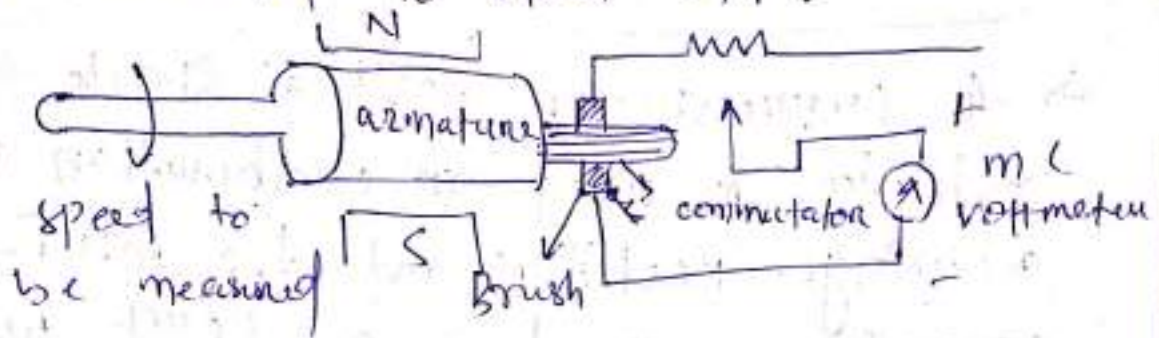 N
armature
speed to
be measured
S
Brush
commutator
+
m c
voltmeter
-